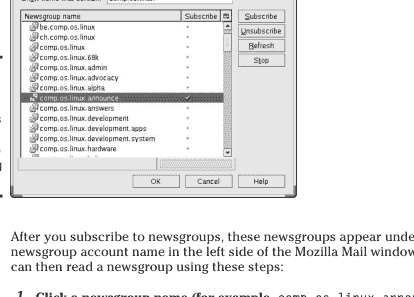 Newsgroup name Subscribe
be.comp.os.linux
ch.comp.os.linux
comp.os.linux
comp.os.linux.68k
comp.os.linux.admin
comp.os.linux.advocacy
comp.os.linux.alpha
comp.os.linux.announce
comp.os.linux.answers
comp.os.linux.development
comp.os.linux.development.apps
comp.os.linux.development.system
comp.os.linux.hardware
Subscribe
Unsubscribe
Refresh
Stop
OK Cancel Help
After you subscribe to newsgroups, these newsgroups appear unde
newsgroup account name in the left side of the Mozilla Mail window
can then read a newsgroup using these steps:
1. Click a newsgroup name (for example, comp.os.linux.